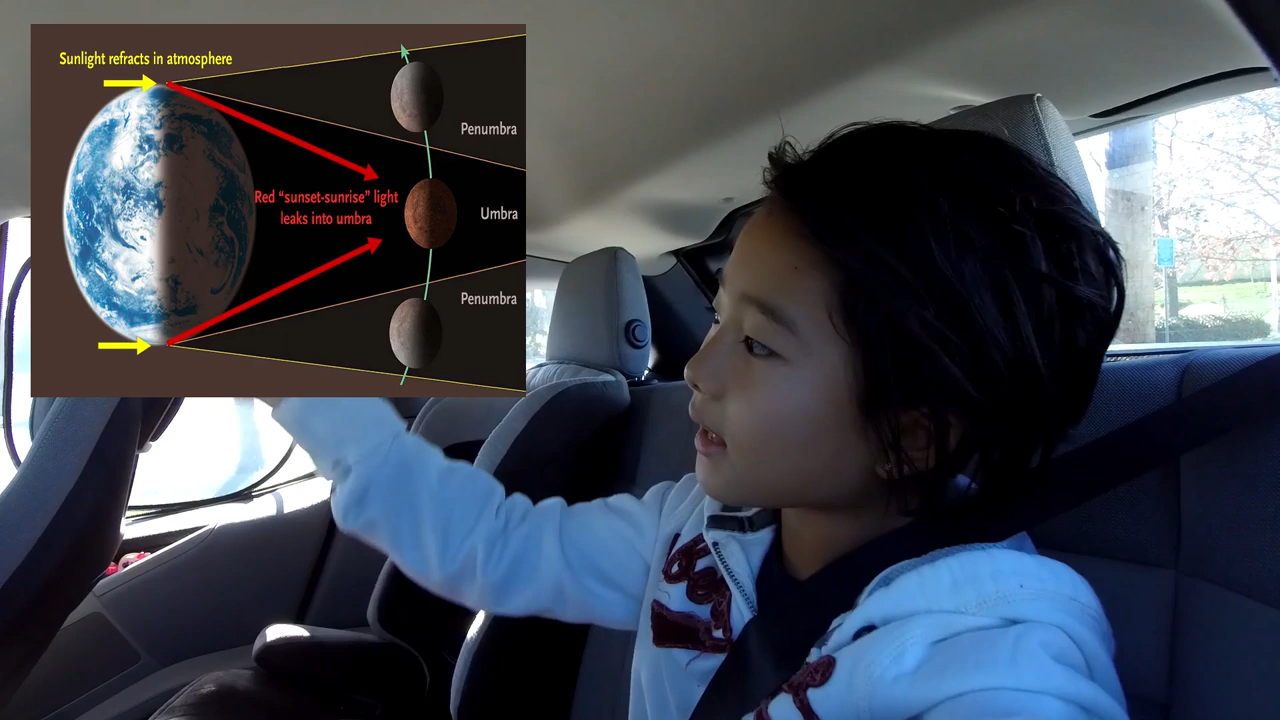 Sunlight refracts in atmosphere
Penumbra
Red “sunset-sunrise” light
leaks into umbra
Umbra
Penumbra